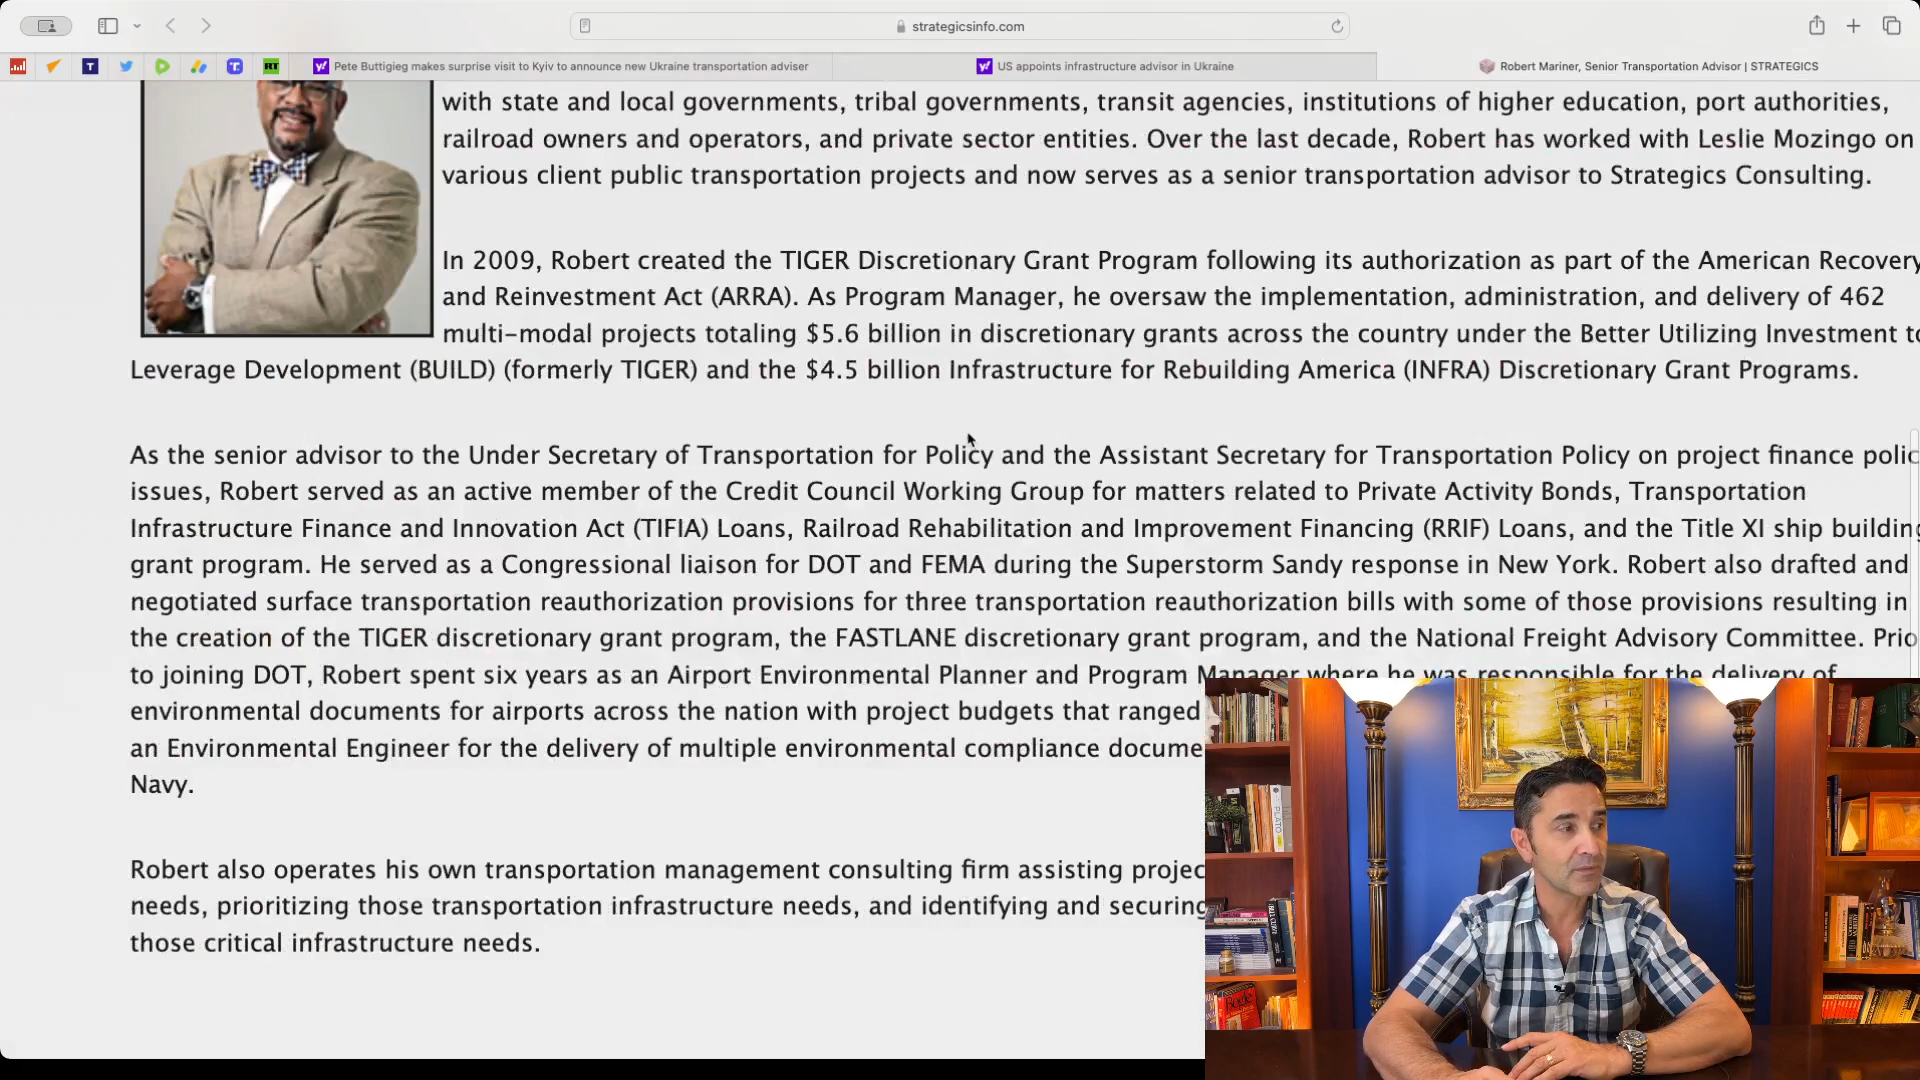 strategicsinfo.com
T
RT
Pete Buttigieg makes surprise visit to Kyiv to announce new Ukraine transportation adviser
US appoints infrastructure advisor in Ukraine
Robert Mariner, Senior Transportation Advisor | STRATEGICS
with state and local governments, tribal governments, transit agencies, institutions of higher education, port authorities,
railroad owners and operators, and private sector entities. Over the last decade, Robert has worked with Leslie Mozingo on
various client public transportation projects and now serves as a senior transportation advisor to Strategics Consulting.
In 2009, Robert created the TIGER Discretionary Grant Program following its authorization as part of the American Recovery
and Reinvestment Act (ARRA). As Program Manager, he oversaw the implementation, administration, and delivery of 462
multi-modal projects totaling $5.6 billion in discretionary grants across the country under the Better Utilizing Investment to
Leverage Development (BUILD) (formerly TIGER) and the $4.5 billion Infrastructure for Rebuilding America (INFRA) Discretionary Grant Programs.
As the senior advisor to the Under Secretary of Transportation for Policy and the Assistant Secretary for Transportation Policy on project finance polic
issues, Robert served as an active member of the Credit Council Working Group for matters related to Private Activity Bonds, Transportation
Infrastructure Finance and Innovation Act (TIFIA) Loans, Railroad Rehabilitation and Improvement Financing (RRIF) Loans, and the Title XI ship building
grant program. He served as a Congressional liaison for DOT and FEMA during the Superstorm Sandy response in New York. Robert also drafted and
negotiated surface transportation reauthorization provisions for three transportation reauthorization bills with some of those provisions resulting in
the creation of the TIGER discretionary grant program, the FASTLANE discretionary grant program, and the National Freight Advisory Committee. Prio
to joining DOT, Robert spent six years as an Airport Environmental Planner and Program Manager where he was responsible for the delivery of
environmental documents for airports across the nation with project budgets that ranged
an Environmental Engineer for the delivery of multiple environmental compliance docume
Navy.
Robert also operates his own transportation management consulting firm assisting projec
needs, prioritizing those transportation infrastructure needs, and identifying and securing
those critical infrastructure needs.
PLATO